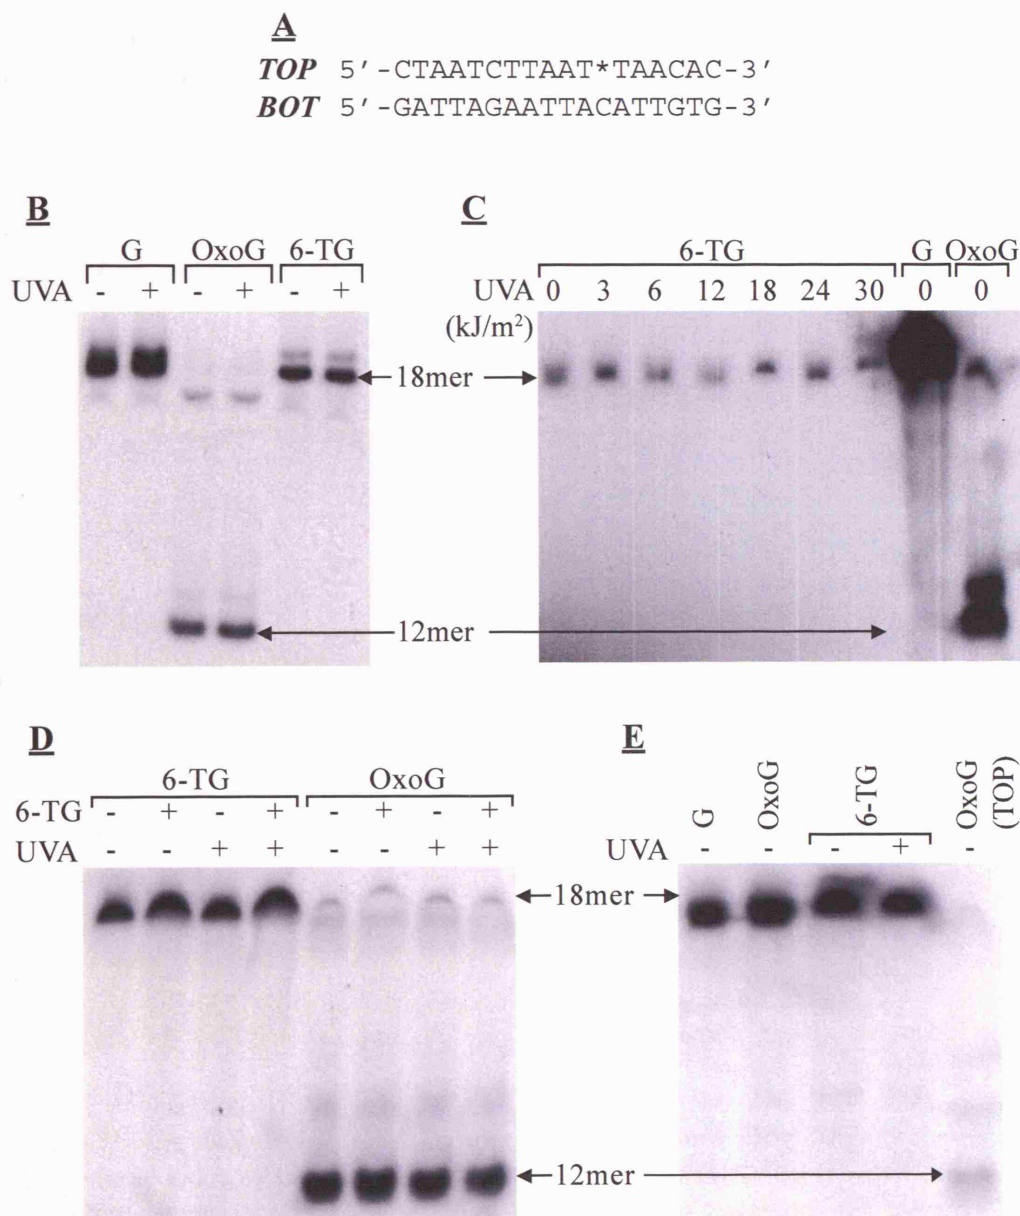 A
TOP 5'-CTAATCTTAAT*TAACAC-3'
BOT 5'-GATTAGAATTACATTGTG-3'
B
G OxoG 6-TG
UVA - + - + - +
C
6-TG G OxoG
UVA 0 3 6 12 18 24 30 0 0
(kJ/m²)
18mer
12mer
D
6-TG OxoG
6-TG - + - + - + - +
UVA - - + + - - + +
E
G OxoG 6-TG OxoG (TOP)
UVA - - - + -
18mer
12mer